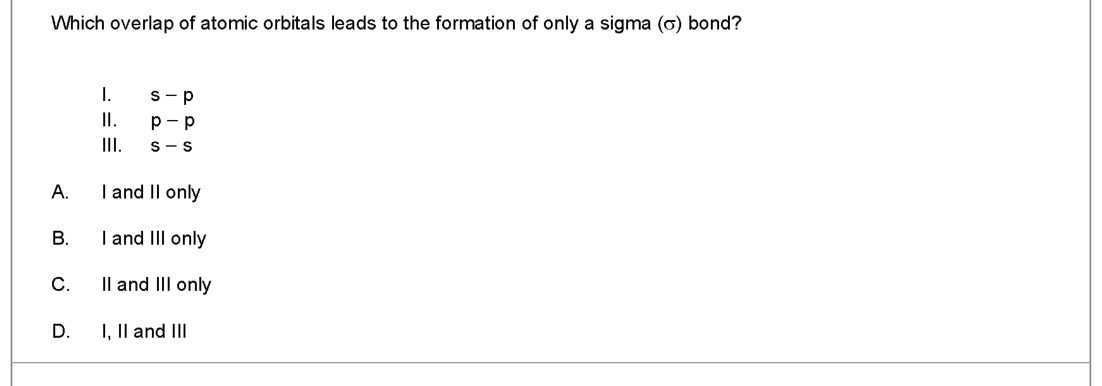 Which overlap of atomic orbitals leads to the formation of only a sigma (σ) bond?
I. s – p
II. p – p
III. s – s
A. I and II only
B. I and III only
C. II and III only
D. I, II and III